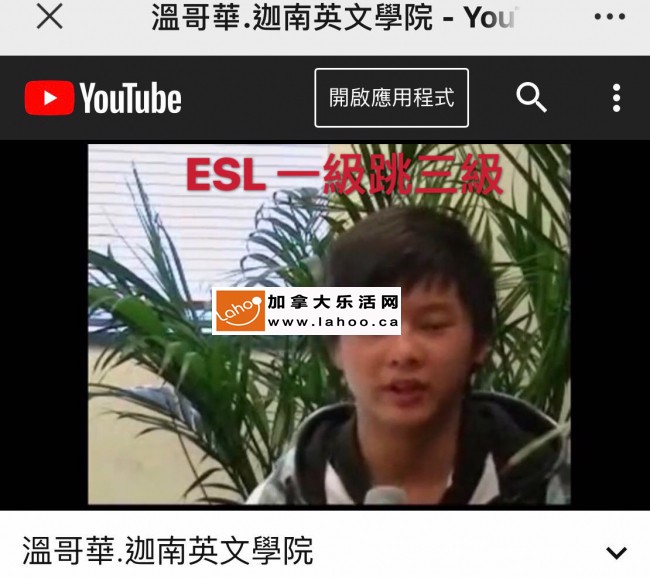 溫哥華.迦南英文學院 - You
YouTube
開啟應用程式
ESL 一級跳三級
Lahoo
加拿大乐活网
www.lahoo.ca
溫哥華.迦南英文學院